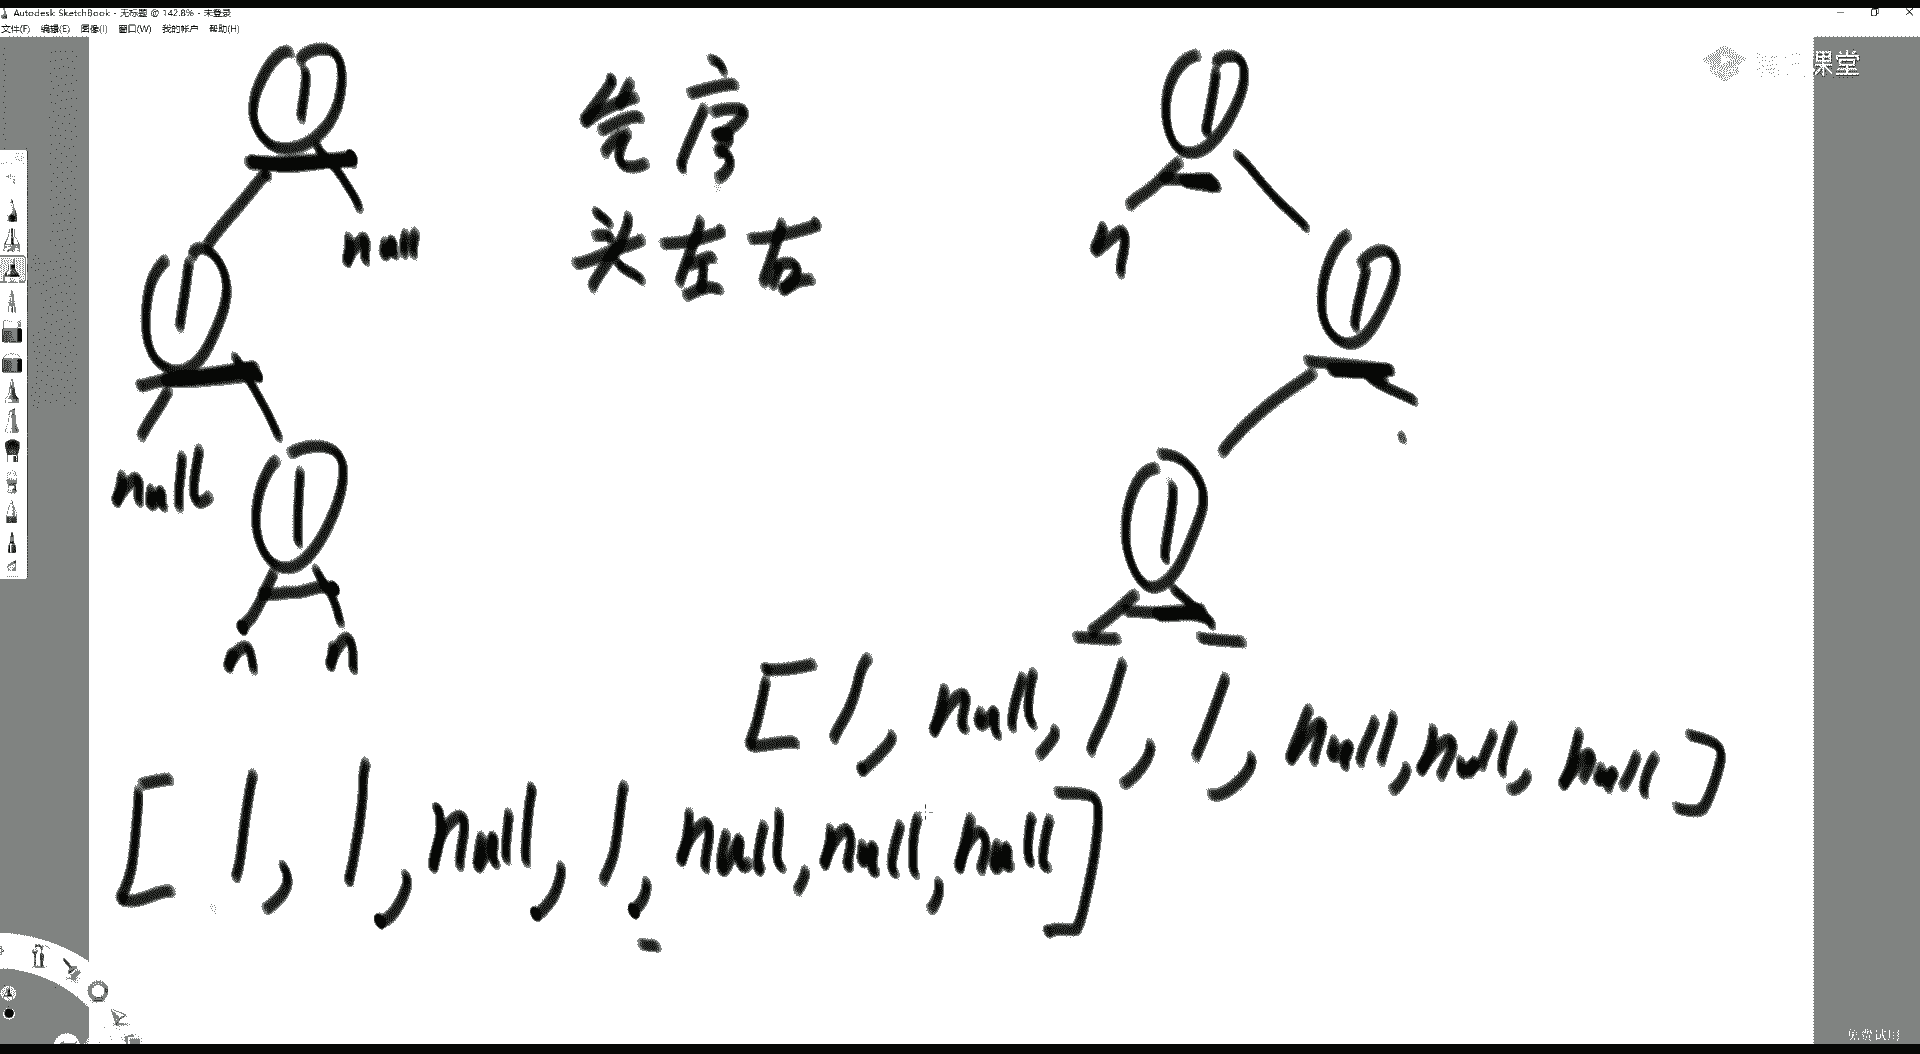 Autodesk SketchBook - 无标题 @ 142.8% - 未登录
文件(F) 编辑(E) 图像(I) 窗口(W) 我的帐户 帮助(H)
课堂
1
1
先序
null
头左右
n
1
1
null
1
1
n n
[1, null, 1, 1, null, null, null]
[1, 1, null, 1, null, null, null]
免费试用